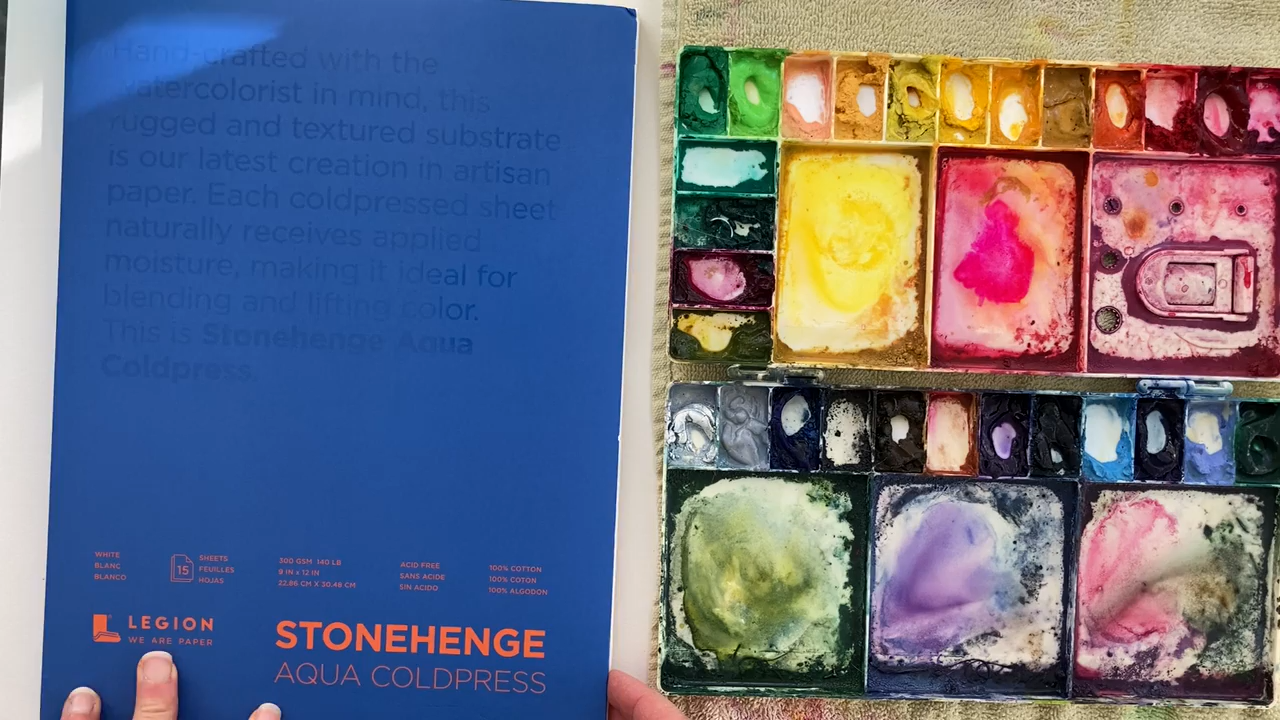 Hand-crafted with the
watercolorist in mind, this
rugged and textured substrate
is our latest creation in artisan
paper. Each coldpressed sheet
naturally receives applied
moisture, making it ideal for
blending and lifting color.
This is Stonehenge Aqua
Coldpress.
WHITE
BLANC
BLANCO
15
SHEETS
FEUILLES
HOJAS
300 GSM 140 LB
9 IN x 12 IN
22.86 CM X 30.48 CM
ACID FREE
SANS ACIDE
SIN ACIDO
100% COTTON
100% COTON
100% ALGODON
LEGION
WE ARE PAPER
STONEHENGE
AQUA COLDPRESS